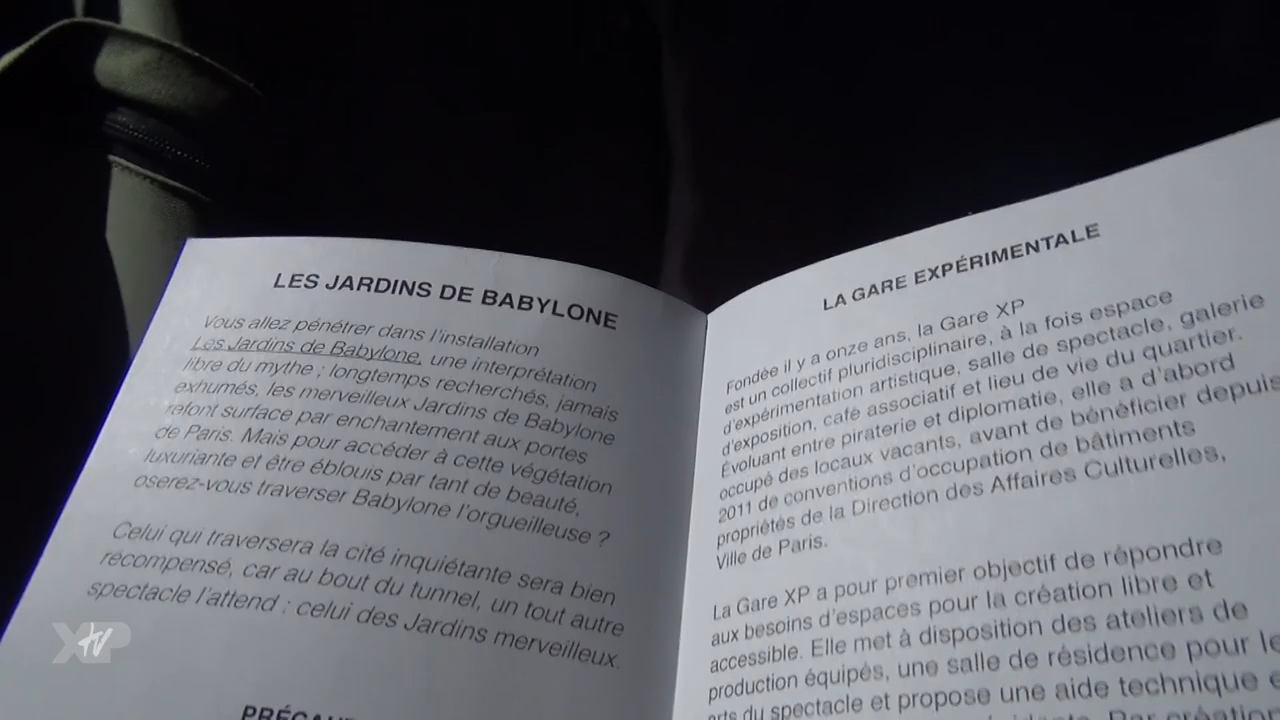 LES JARDINS DE BABYLONE
Vous allez pénétrer dans l'installation
Les Jardins de Babylone, une interprétation
libre du mythe ; longtemps recherchés, jamais
exhumés, les merveilleux Jardins de Babylone
refont surface par enchantement aux portes
de Paris. Mais pour accéder à cette végétation
luxuriante et être éblouis par tant de beauté,
oserez-vous traverser Babylone l'orgueilleuse ?
Celui qui traversera la cité inquiétante sera bien
récompensé, car au bout du tunnel, un tout autre
spectacle l'attend : celui des Jardins merveilleux.
LA GARE EXPÉRIMENTALE
Fondée il y a onze ans, la Gare XP
est un collectif pluridisciplinaire, à la fois espace
d'expérimentation artistique, salle de spectacle, galerie
d'exposition, café associatif et lieu de vie du quartier.
Évoluant entre piraterie et diplomatie, elle a d'abord
occupé des locaux vacants, avant de bénéficier depuis
2011 de conventions d'occupation de bâtiments
propriétés de la Direction des Affaires Culturelles,
Ville de Paris.
La Gare XP a pour premier objectif de répondre
aux besoins d'espaces pour la création libre et
accessible. Elle met à disposition des ateliers de
production équipés, une salle de résidence pour
arts du spectacle et propose une aide technique
Par création
XP tv